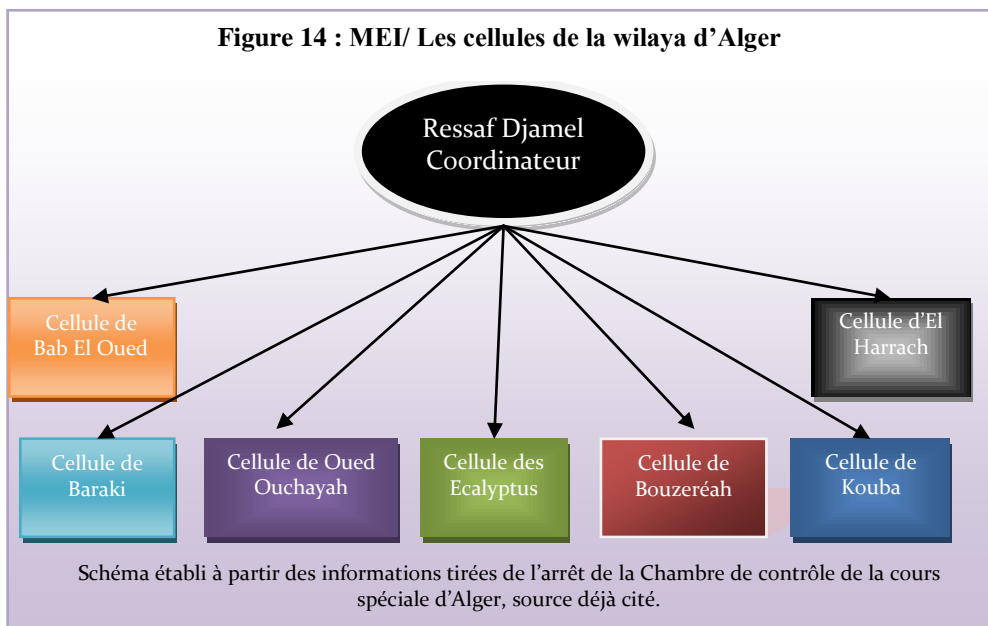 Figure 14 : MEI/ Les cellules de la wilaya d’Alger
Ressaf Djamel
Coordinateur
Cellule de
Bab El Oued
Cellule d’El
Harrach
Cellule de
Baraki
Cellule de Oued
Ouchayah
Cellule des
Ecalyptus
Cellule de
Bouzeréah
Cellule de
Kouba
Schéma établi à partir des informations tirées de l’arrêt de la Chambre de contrôle de la cours
spéciale d’Alger, source déjà cité.